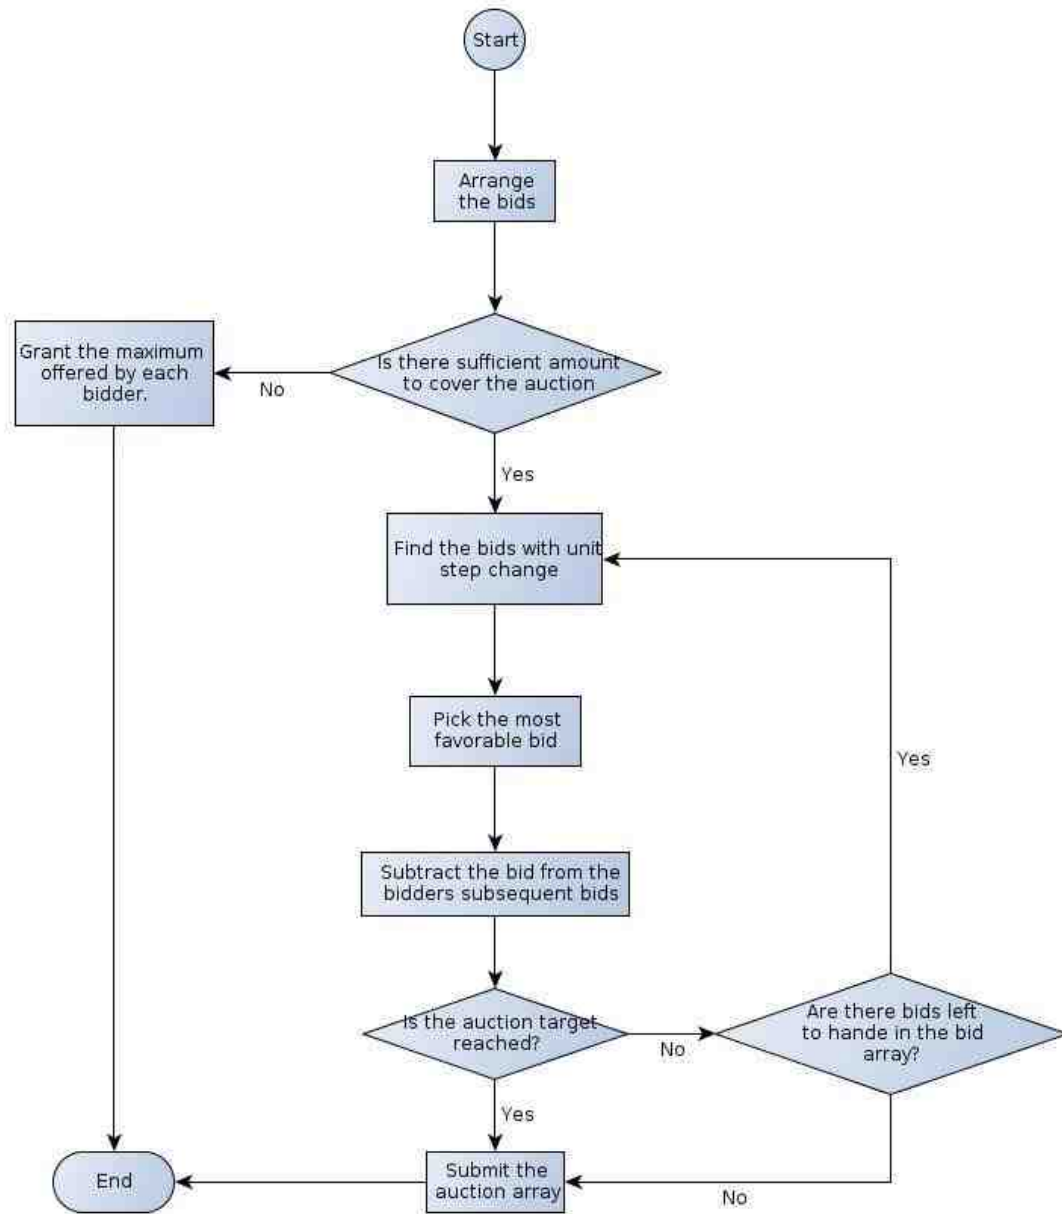 Start
Arrange
the bids
Is there sufficient amount
to cover the auction
No
Grant the maximum
offered by each
bidder.
Yes
Find the bids with unit
step change
Pick the most
favorable bid
Yes
Subtract the bid from the
bidders subsequent bids
Is the auction target
reached?
No
Are there bids left
to hande in the bid
array?
Yes
Submit the
auction array
No
End